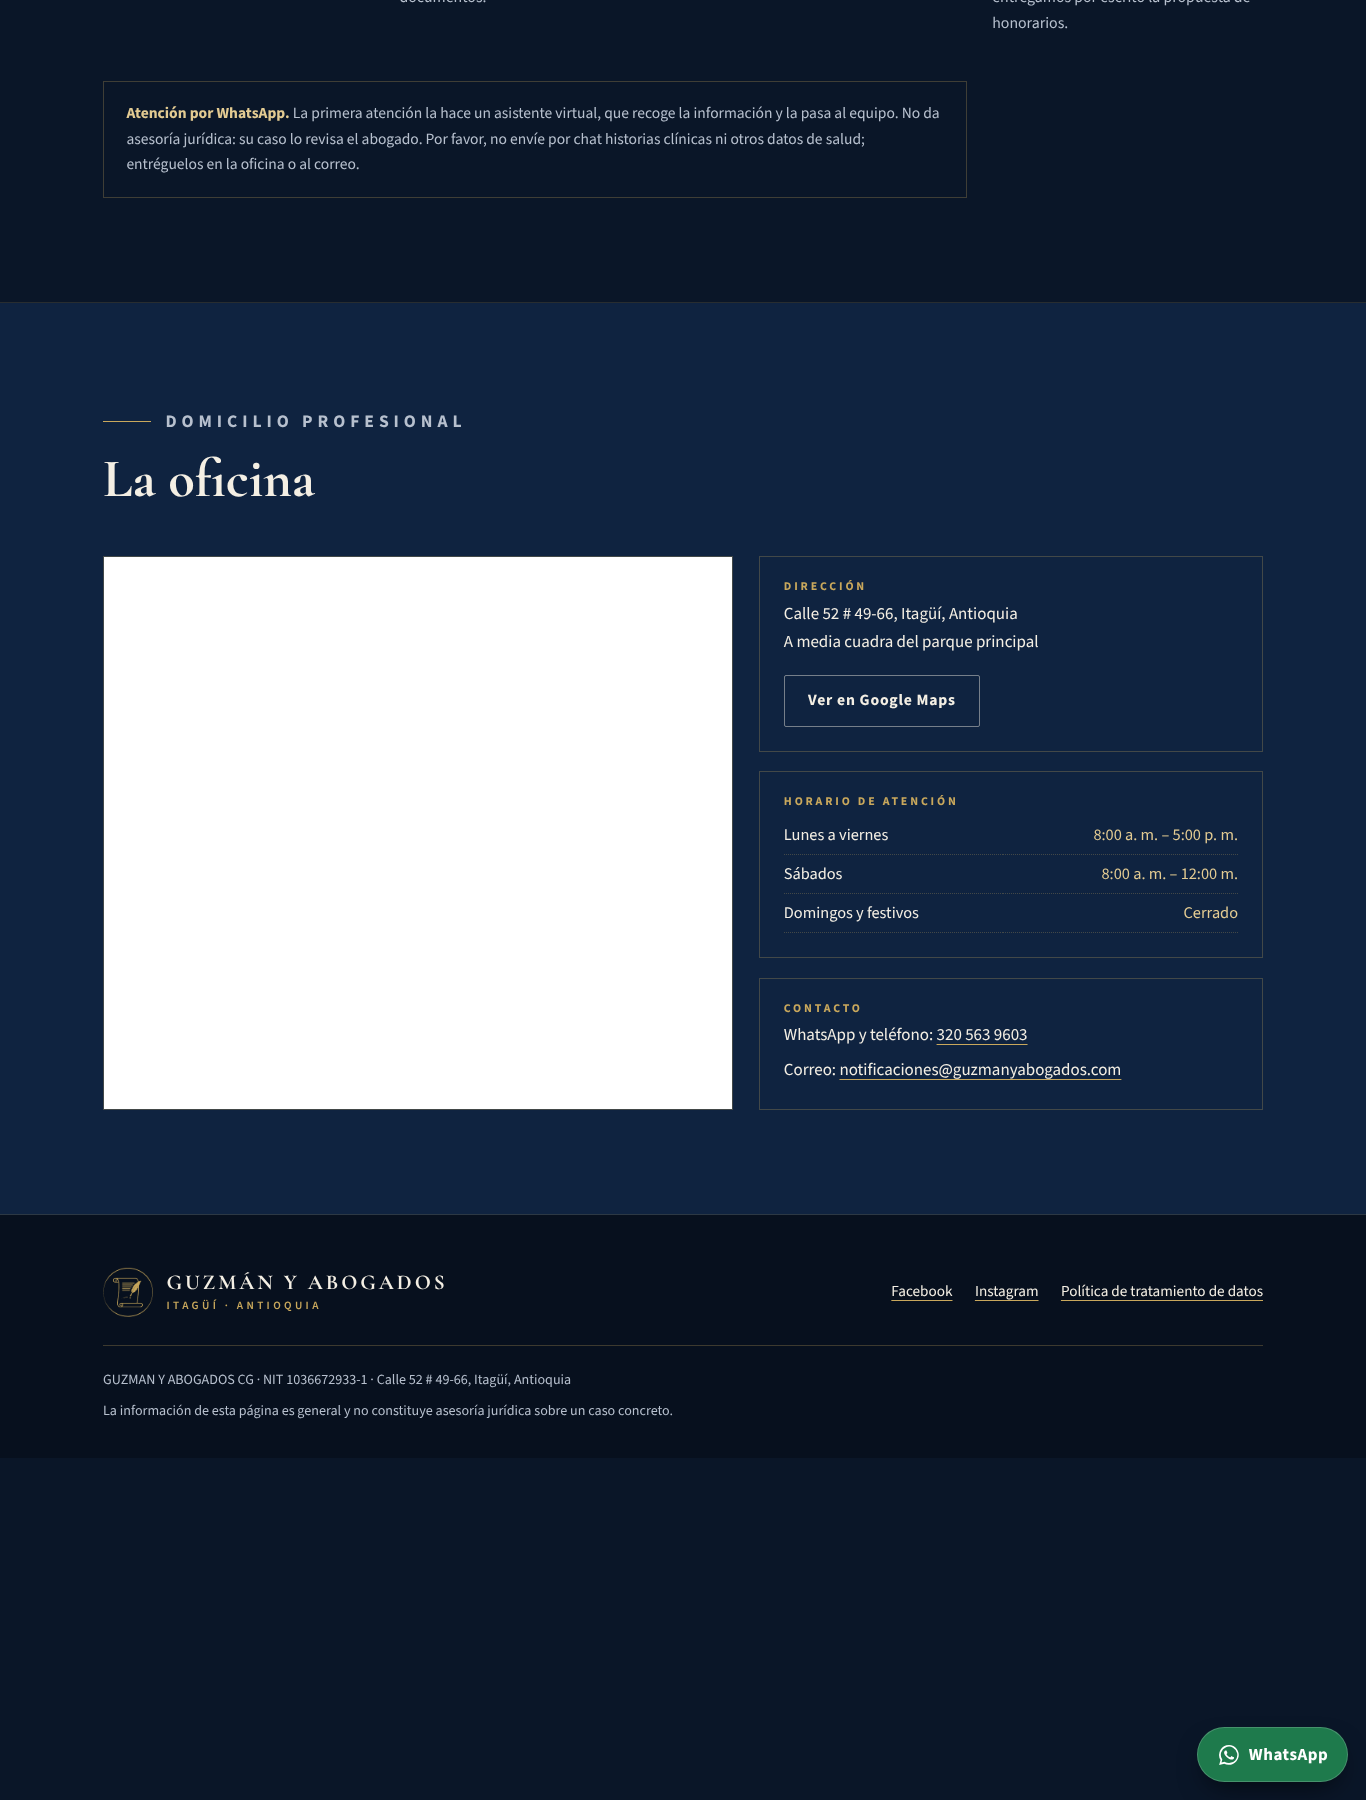 documentos.
entregamos por escrito la propuesta de
honorarios.
Atención por WhatsApp. La primera atención la hace un asistente virtual, que recoge la información y la pasa al equipo. No da
asesoría jurídica: su caso lo revisa el abogado. Por favor, no envíe por chat historias clínicas ni otros datos de salud;
entréguelos en la oficina o al correo.
DOMICILIO PROFESIONAL
La oficina
DIRECCIÓN
Calle 52 # 49-66, Itagüí, Antioquia
A media cuadra del parque principal
Ver en Google Maps
HORARIO DE ATENCIÓN
Lunes a viernes 8:00 a. m. – 5:00 p. m.
Sábados 8:00 a. m. – 12:00 m.
Domingos y festivos Cerrado
CONTACTO
WhatsApp y teléfono: 320 563 9603
Correo: notificaciones@guzmanyabogados.com
GUZMÁN Y ABOGADOS
ITAGÜÍ · ANTIOQUIA
Facebook Instagram Política de tratamiento de datos
GUZMAN Y ABOGADOS CG · NIT 1036672933-1 · Calle 52 # 49-66, Itagüí, Antioquia
La información de esta página es general y no constituye asesoría jurídica sobre un caso concreto.
WhatsApp